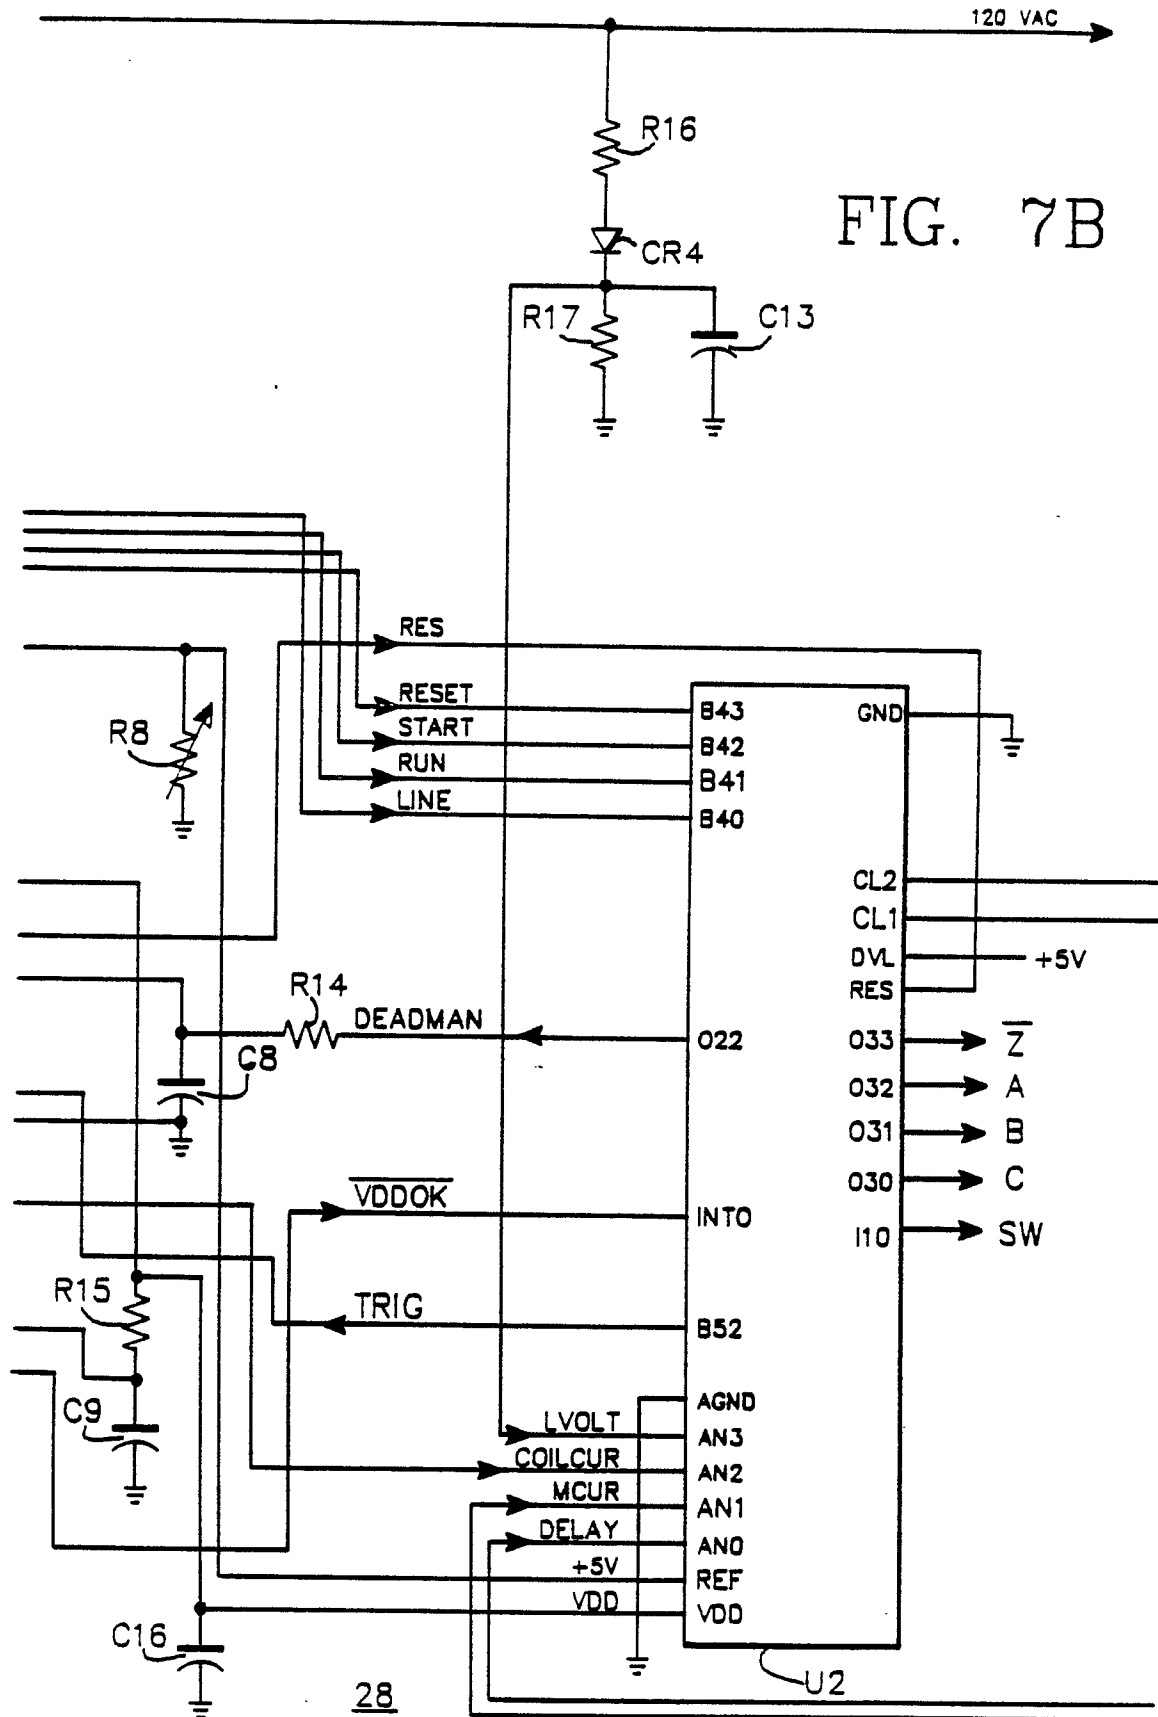 120 VAC
R16
FIG. 7B
CR4
R17
C13
RES
RESET
B43
GND
START
B42
R8
RUN
B41
LINE
B40
CL2
CL1
DVL
+5V
RES
R14
DEADMAN
O22
O33
Z̅
C8
O32
A
O31
B
O30
C
V̅D̅D̅O̅K̅
INT0
I10
SW
R15
TRIG
B52
AGND
C9
LVOLT
AN3
COILCUR
AN2
MCUR
AN1
DELAY
AN0
+5V
REF
VDD
VDD
C16
U2
28